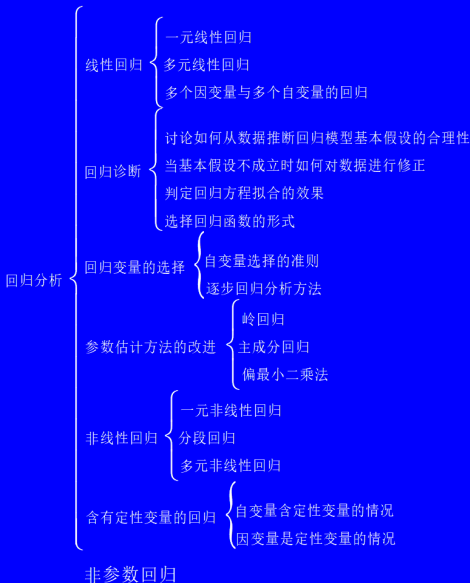 回归分析
线性回归
一元线性回归
多元线性回归
多个因变量与多个自变量的回归
回归诊断
讨论如何从数据推断回归模型基本假设的合理性
当基本假设不成立时如何对数据进行修正
判定回归方程拟合的效果
选择回归函数的形式
回归变量的选择
自变量选择的准则
逐步回归分析方法
参数估计方法的改进
岭回归
主成分回归
偏最小二乘法
非线性回归
一元非线性回归
分段回归
多元非线性回归
含有定性变量的回归
自变量含定性变量的情况
因变量是定性变量的情况
非参数回归